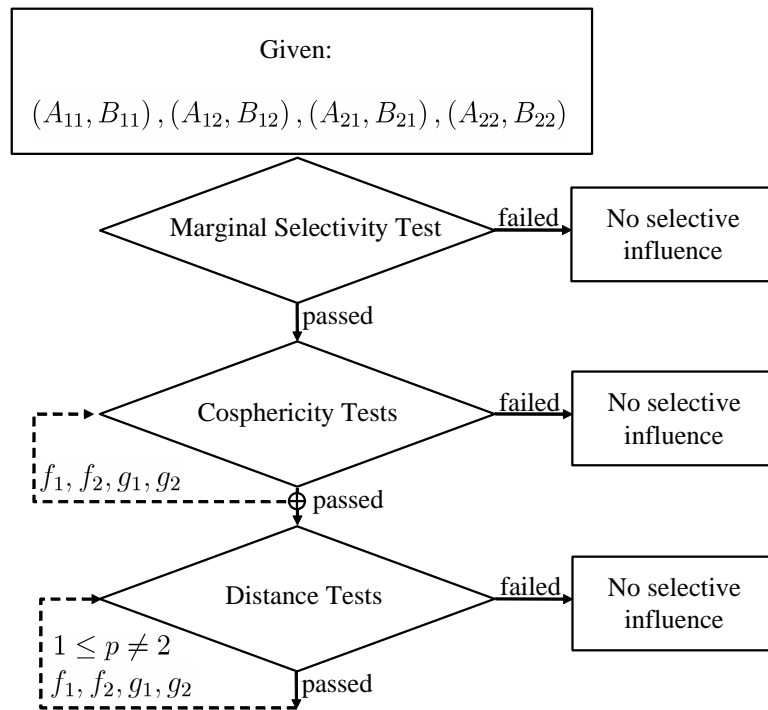 Given:
(A₁₁, B₁₁) , (A₁₂, B₁₂) , (A₂₁, B₂₁) , (A₂₂, B₂₂)
Marginal Selectivity Test
failed
No selective
influence
passed
Cosphericity Tests
failed
No selective
influence
f₁, f₂, g₁, g₂
passed
Distance Tests
failed
No selective
influence
1 ≤ p ≠ 2
f₁, f₂, g₁, g₂
passed